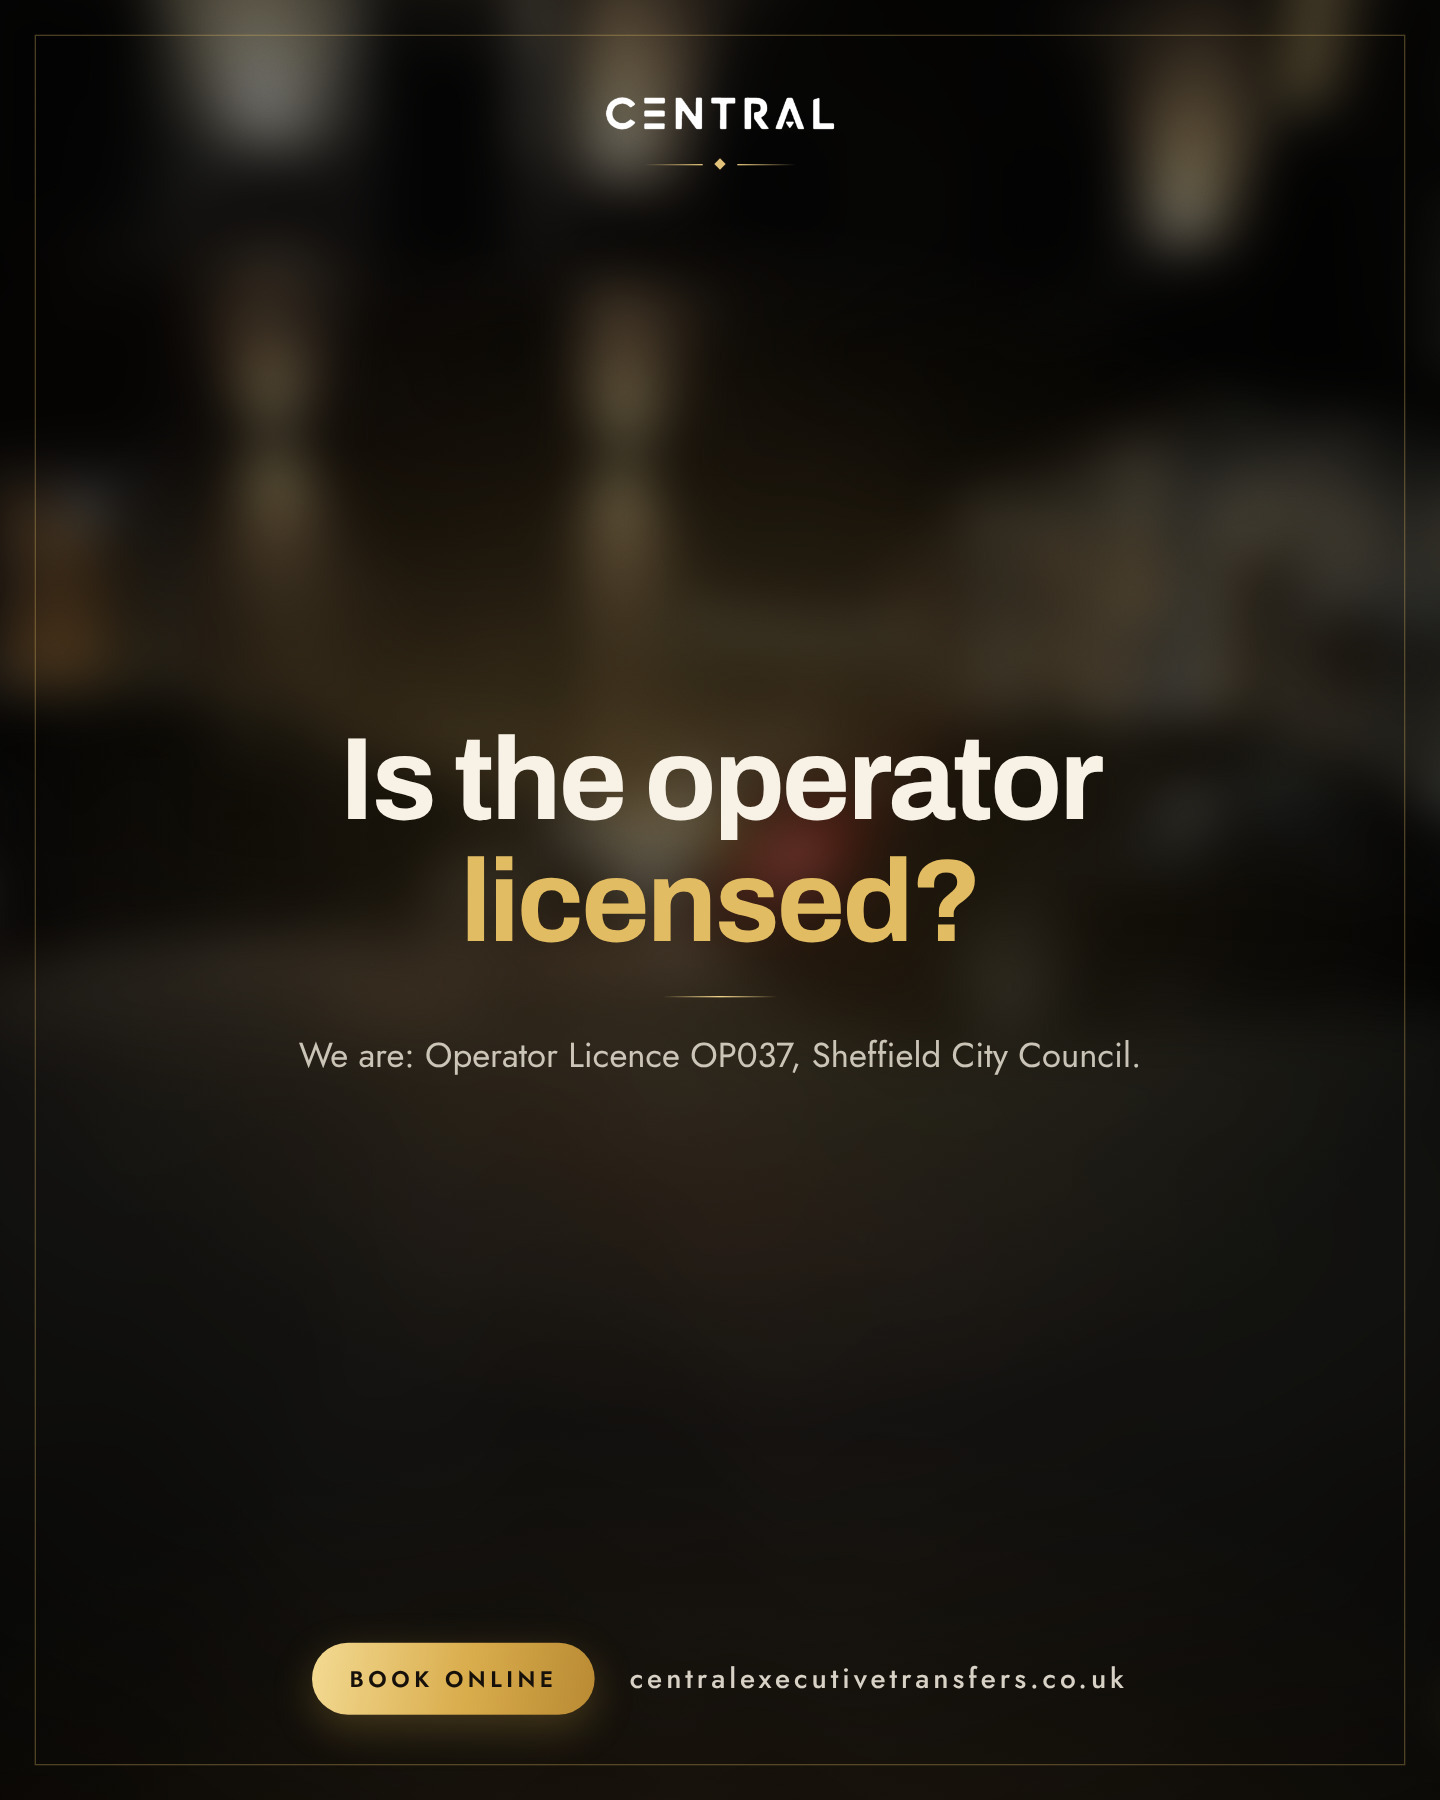 CENTRAL
Is the operator
licensed?
We are: Operator Licence OP037, Sheffield City Council.
BOOK ONLINE
centralexecutivetransfers.co.uk